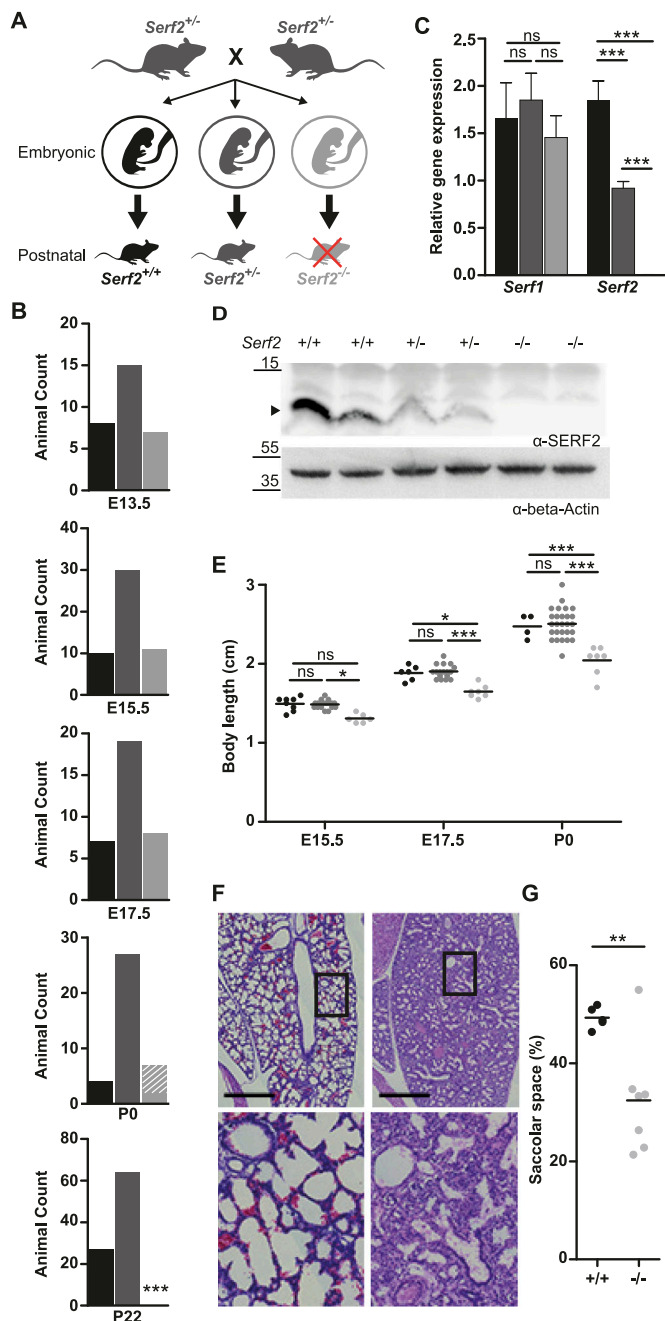 A
Serf2+/-
Serf2+/-
X
Embryonic
Postnatal
Serf2+/+
Serf2+/-
Serf2-/-
B
Animal Count
20
15
10
5
0
E13.5
Animal Count
40
30
20
10
0
E15.5
Animal Count
20
15
10
5
0
E17.5
Animal Count
30
20
10
0
P0
Animal Count
80
60
40
20
0
***
P22
C
Relative gene expression
2.5
2.0
1.5
1.0
0.5
0.0
ns
ns
ns
***
***
***
Serf1
Serf2
D
Serf2
+/+
+/+
+/-
+/-
-/-
-/-
15
α-SERF2
55
35
α-beta-Actin
E
Body length (cm)
3
2
1
0
ns
ns
*
*
ns
***
***
ns
***
E15.5
E17.5
P0
F
G
Saccolar space (%)
60
40
20
0
**
+/+
-/-